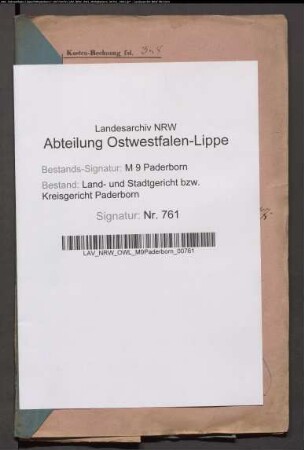 Kosten-Rechnung fol.
Landesarchiv NRW
Abteilung Ostwestfalen-Lippe
Bestands-Signatur: M 9 Paderborn
Bestand: Land- und Stadtgericht bzw.
Kreisgericht Paderborn
Signatur: Nr. 761
LAV_NRW_OWL_M9Paderborn_00761